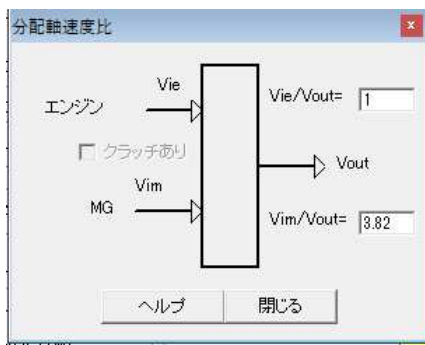 分配軸速度比
x
Vie
Vie/Vout= 1
エンジン
クラッチあり
Vout
Vim
MG
Vim/Vout= 3.82
ヘルプ
閉じる